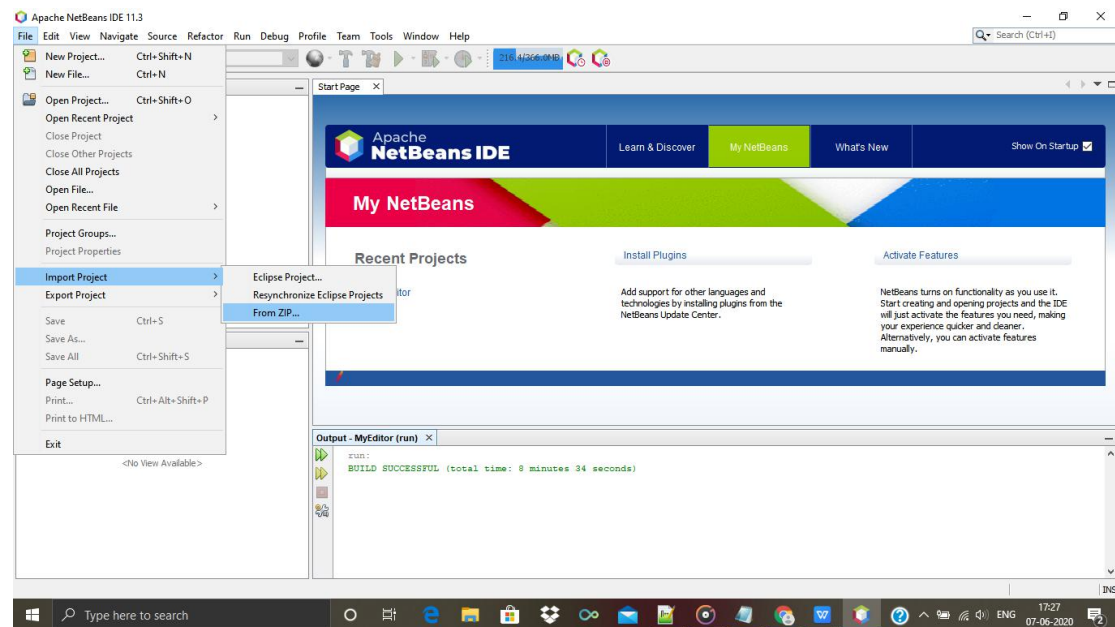 Apache NetBeans IDE 11.3
File Edit View Navigate Source Refactor Run Debug Profile Team Tools Window Help
Search (Ctrl+I)
New Project... Ctrl+Shift+N
New File... Ctrl+N
Open Project... Ctrl+Shift+O
Open Recent Project
Close Project
Close Other Projects
Close All Projects
Open File...
Open Recent File
Project Groups...
Project Properties
Import Project
Export Project
Save Ctrl+S
Save As...
Save All Ctrl+Shift+S
Page Setup...
Print... Ctrl+Alt+Shift+P
Print to HTML...
Exit
Eclipse Project...
Resynchronize Eclipse Projects
From ZIP...
<No View Available>
216.4/366.0MB
Start Page
Apache
NetBeans IDE
Learn & Discover
My NetBeans
What's New
Show On Startup
My NetBeans
Recent Projects
itor
Install Plugins
Add support for other languages and
technologies by installing plugins from the
NetBeans Update Center.
Activate Features
NetBeans turns on functionality as you use it.
Start creating and opening projects and the IDE
will just activate the features you need, making
your experience quicker and cleaner.
Alternatively, you can activate features
manually.
Output - MyEditor (run)
run:
BUILD SUCCESSFUL (total time: 8 minutes 34 seconds)
INS
Type here to search
ENG
17:27
07-06-2020